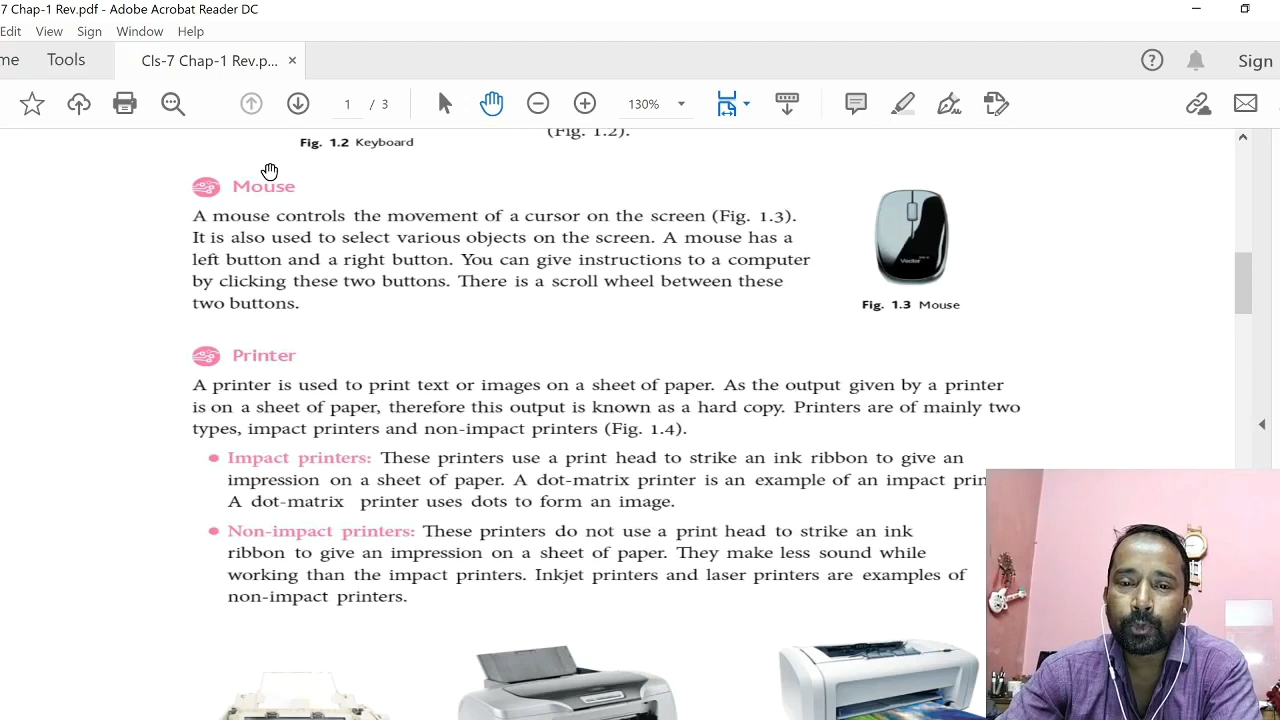 7 Chap-1 Rev.pdf - Adobe Acrobat Reader DC
Edit View Sign Window Help
me Tools Cls-7 Chap-1 Rev.p... × Sign
1 / 3 130%
(Fig. 1.2).
Fig. 1.2 Keyboard
Mouse
A mouse controls the movement of a cursor on the screen (Fig. 1.3).
It is also used to select various objects on the screen. A mouse has a
left button and a right button. You can give instructions to a computer
by clicking these two buttons. There is a scroll wheel between these
two buttons.
Vector
Fig. 1.3 Mouse
Printer
A printer is used to print text or images on a sheet of paper. As the output given by a printer
is on a sheet of paper, therefore this output is known as a hard copy. Printers are of mainly two
types, impact printers and non-impact printers (Fig. 1.4).
• Impact printers: These printers use a print head to strike an ink ribbon to give an
impression on a sheet of paper. A dot-matrix printer is an example of an impact prin
A dot-matrix printer uses dots to form an image.
• Non-impact printers: These printers do not use a print head to strike an ink
ribbon to give an impression on a sheet of paper. They make less sound while
working than the impact printers. Inkjet printers and laser printers are examples of
non-impact printers.